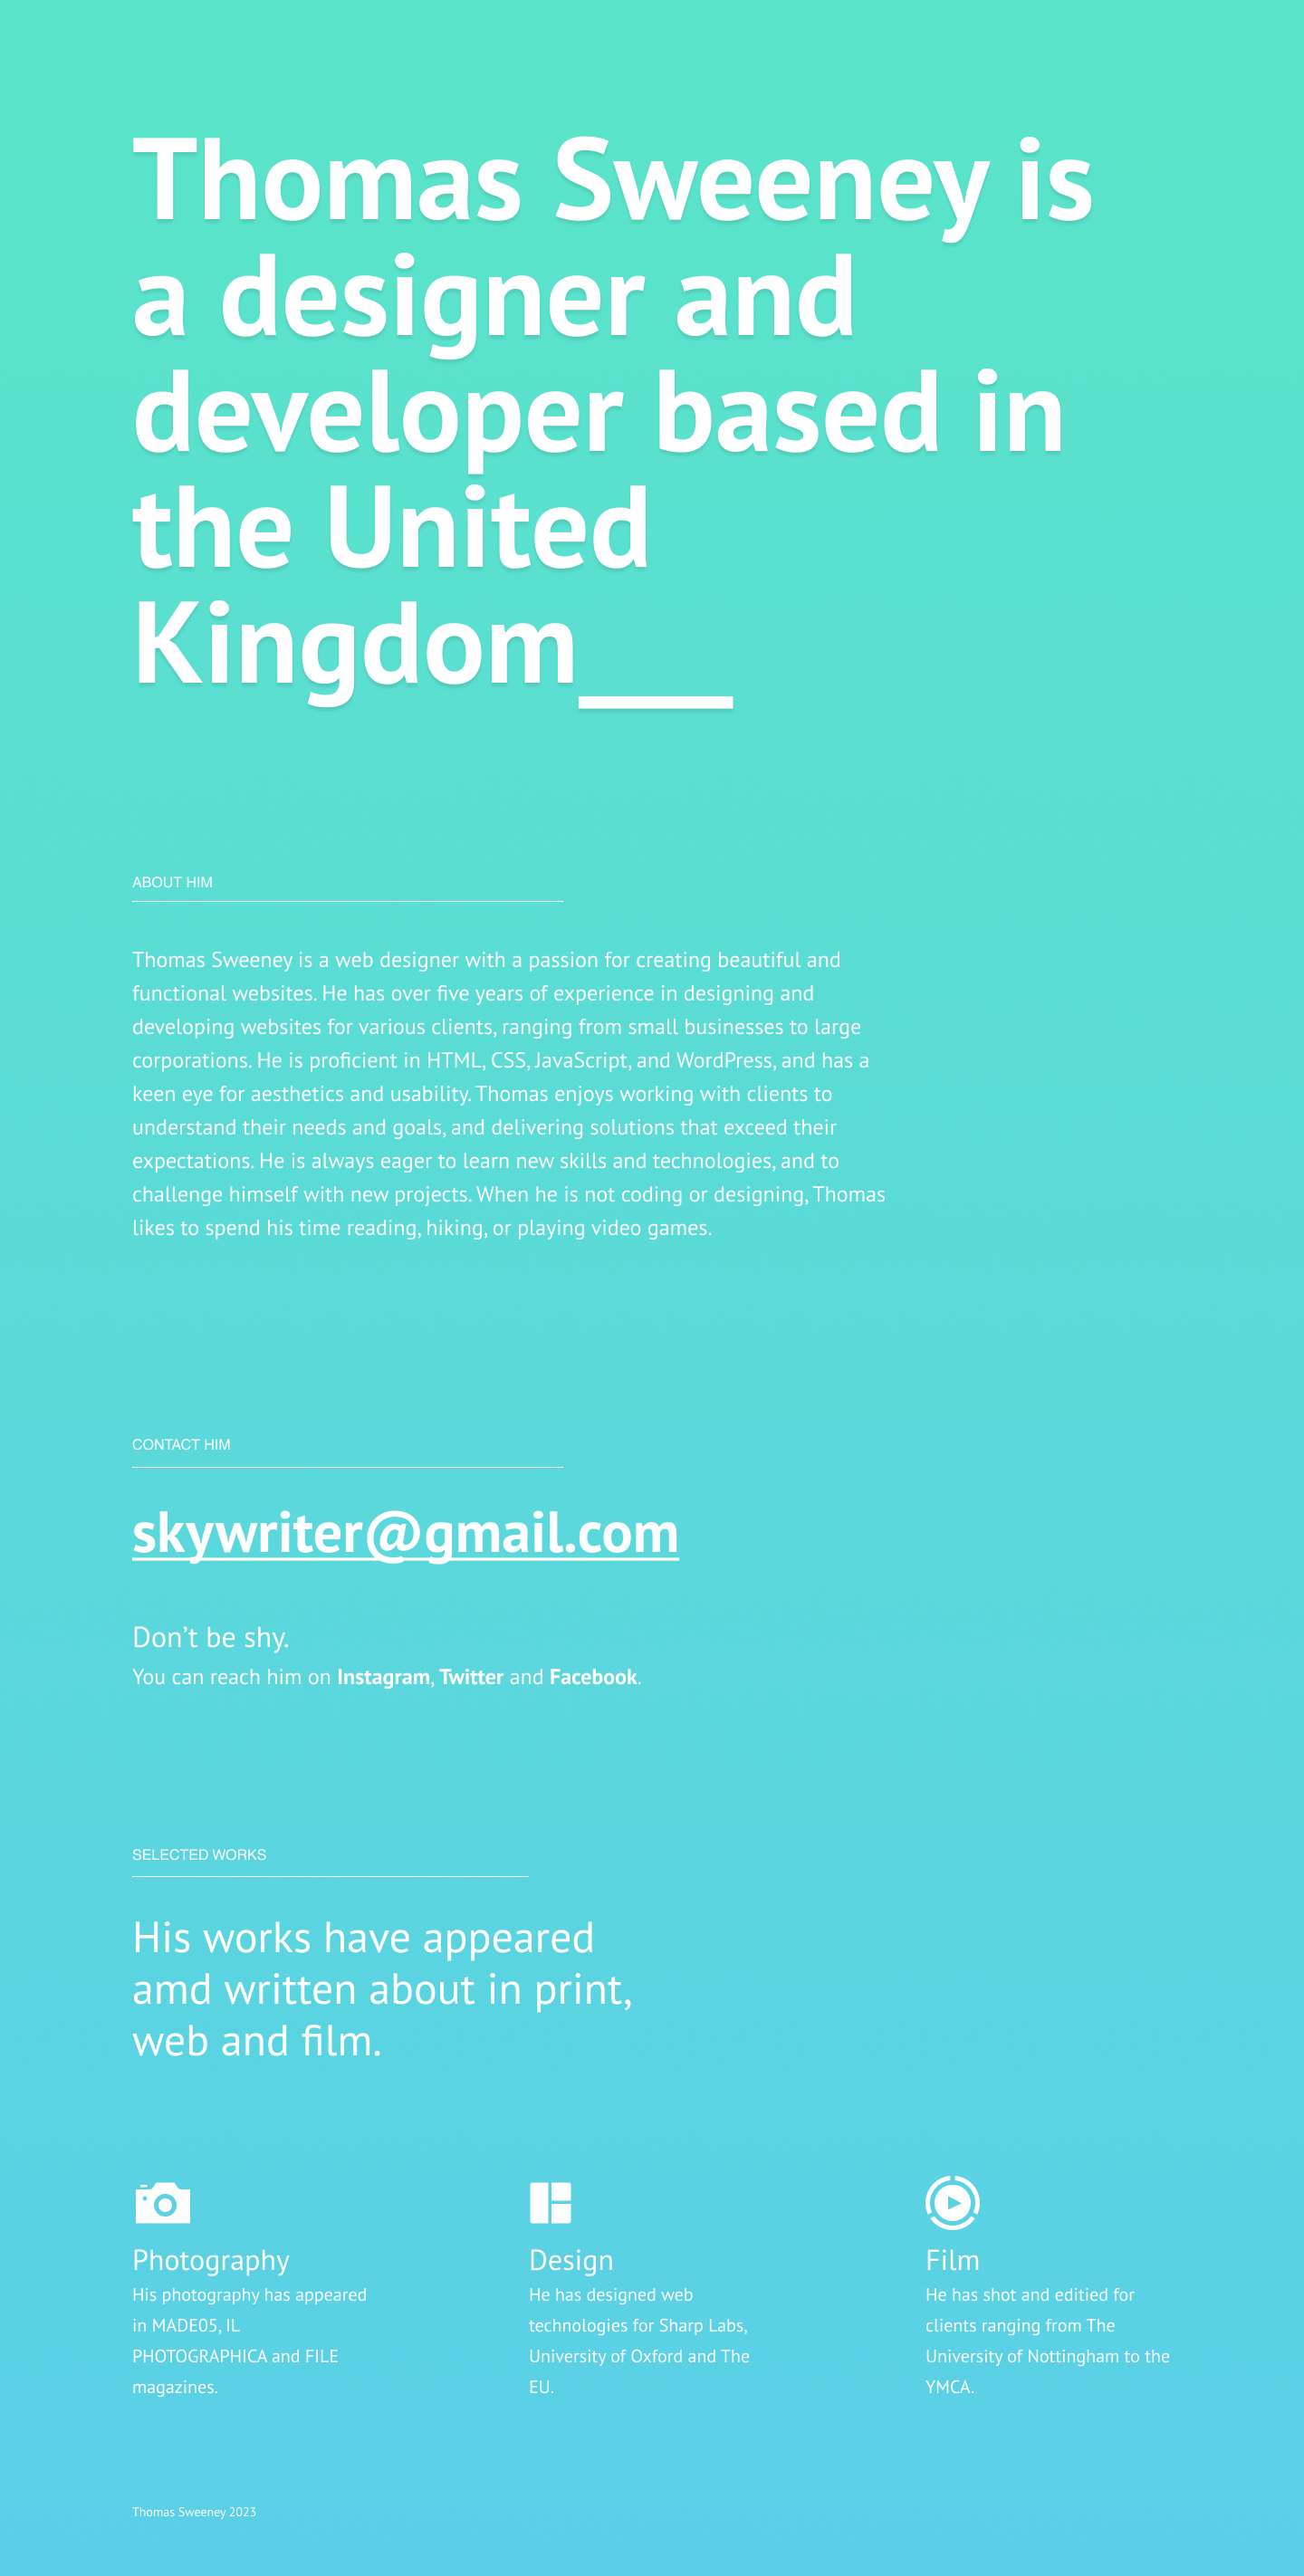 Thomas Sweeney is
a designer and
developer based in
the United
Kingdom__
ABOUT HIM
Thomas Sweeney is a web designer with a passion for creating beautiful and
functional websites. He has over five years of experience in designing and
developing websites for various clients, ranging from small businesses to large
corporations. He is proficient in HTML, CSS, JavaScript, and WordPress, and has a
keen eye for aesthetics and usability. Thomas enjoys working with clients to
understand their needs and goals, and delivering solutions that exceed their
expectations. He is always eager to learn new skills and technologies, and to
challenge himself with new projects. When he is not coding or designing, Thomas
likes to spend his time reading, hiking, or playing video games.
CONTACT HIM
skywriter@gmail.com
Don’t be shy.
You can reach him on Instagram, Twitter and Facebook.
SELECTED WORKS
His works have appeared
amd written about in print,
web and film.
Photography
His photography has appeared
in MADE05, IL
PHOTOGRAPHICA and FILE
magazines.
Design
He has designed web
technologies for Sharp Labs,
University of Oxford and The
EU.
Film
He has shot and editied for
clients ranging from The
University of Nottingham to the
YMCA.
Thomas Sweeney 2023